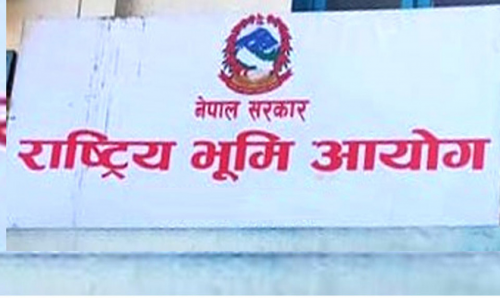 नेपाल सरकार
राष्ट्रिय भूमि आयोग